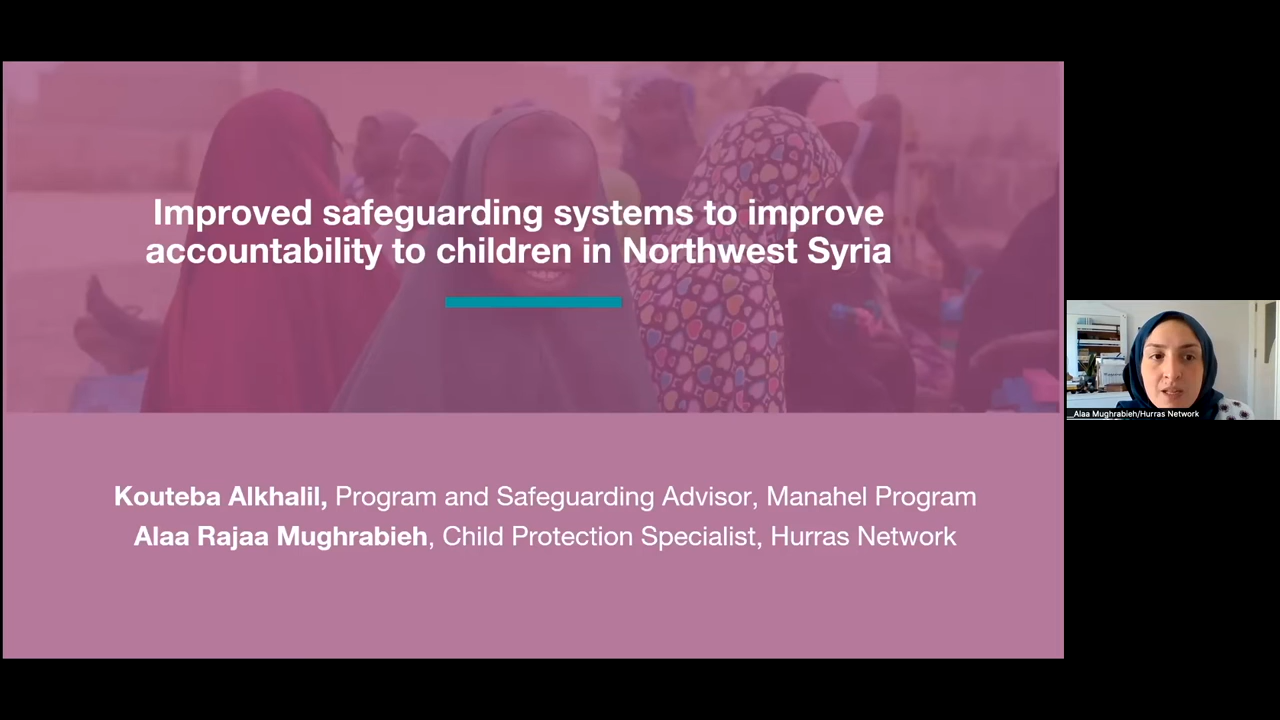 Improved safeguarding systems to improve
accountability to children in Northwest Syria
Kouteba Alkhalil, Program and Safeguarding Advisor, Manahel Program
Alaa Rajaa Mughrabieh, Child Protection Specialist, Hurras Network
__Alaa Mughrabieh/Hurras Network